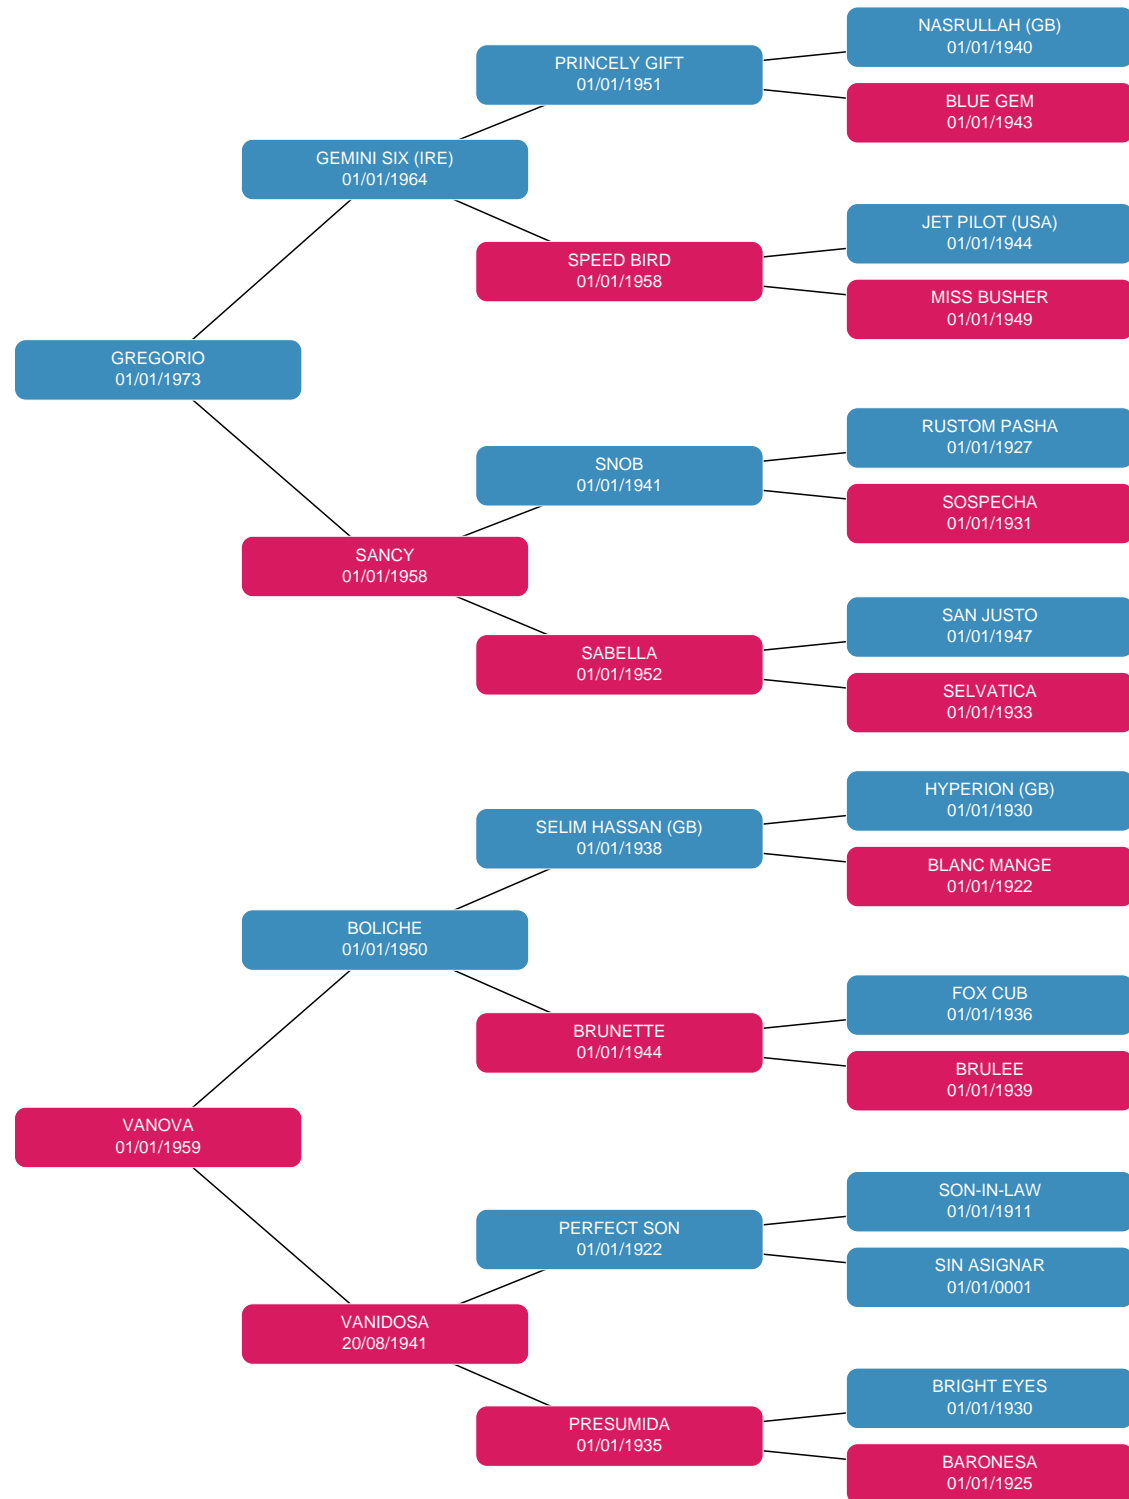 NASRULLAH (GB)
01/01/1940
PRINCELY GIFT
01/01/1951
BLUE GEM
01/01/1943
GEMINI SIX (IRE)
01/01/1964
JET PILOT (USA)
01/01/1944
SPEED BIRD
01/01/1958
MISS BUSHER
01/01/1949
GREGORIO
01/01/1973
RUSTOM PASHA
01/01/1927
SNOB
01/01/1941
SOSPECHA
01/01/1931
SANCY
01/01/1958
SAN JUSTO
01/01/1947
SABELLA
01/01/1952
SELVATICA
01/01/1933
HYPERION (GB)
01/01/1930
SELIM HASSAN (GB)
01/01/1938
BLANC MANGE
01/01/1922
BOLICHE
01/01/1950
FOX CUB
01/01/1936
BRUNETTE
01/01/1944
BRULEE
01/01/1939
VANOVA
01/01/1959
SON-IN-LAW
01/01/1911
PERFECT SON
01/01/1922
SIN ASIGNAR
01/01/0001
VANIDOSA
20/08/1941
BRIGHT EYES
01/01/1930
PRESUMIDA
01/01/1935
BARONESA
01/01/1925